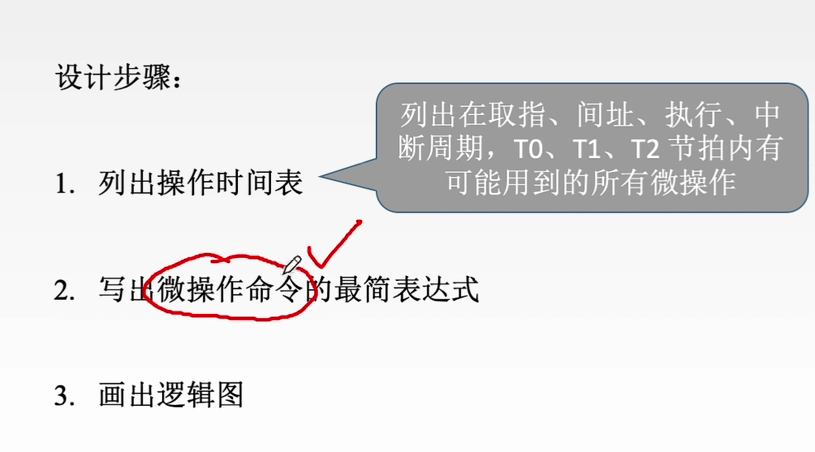 设计步骤：
列出在取指、间址、执行、中
断周期，T0、T1、T2 节拍内有
可能用到的所有微操作
1. 列出操作时间表
2. 写出微操作命令的最简表达式
3. 画出逻辑图